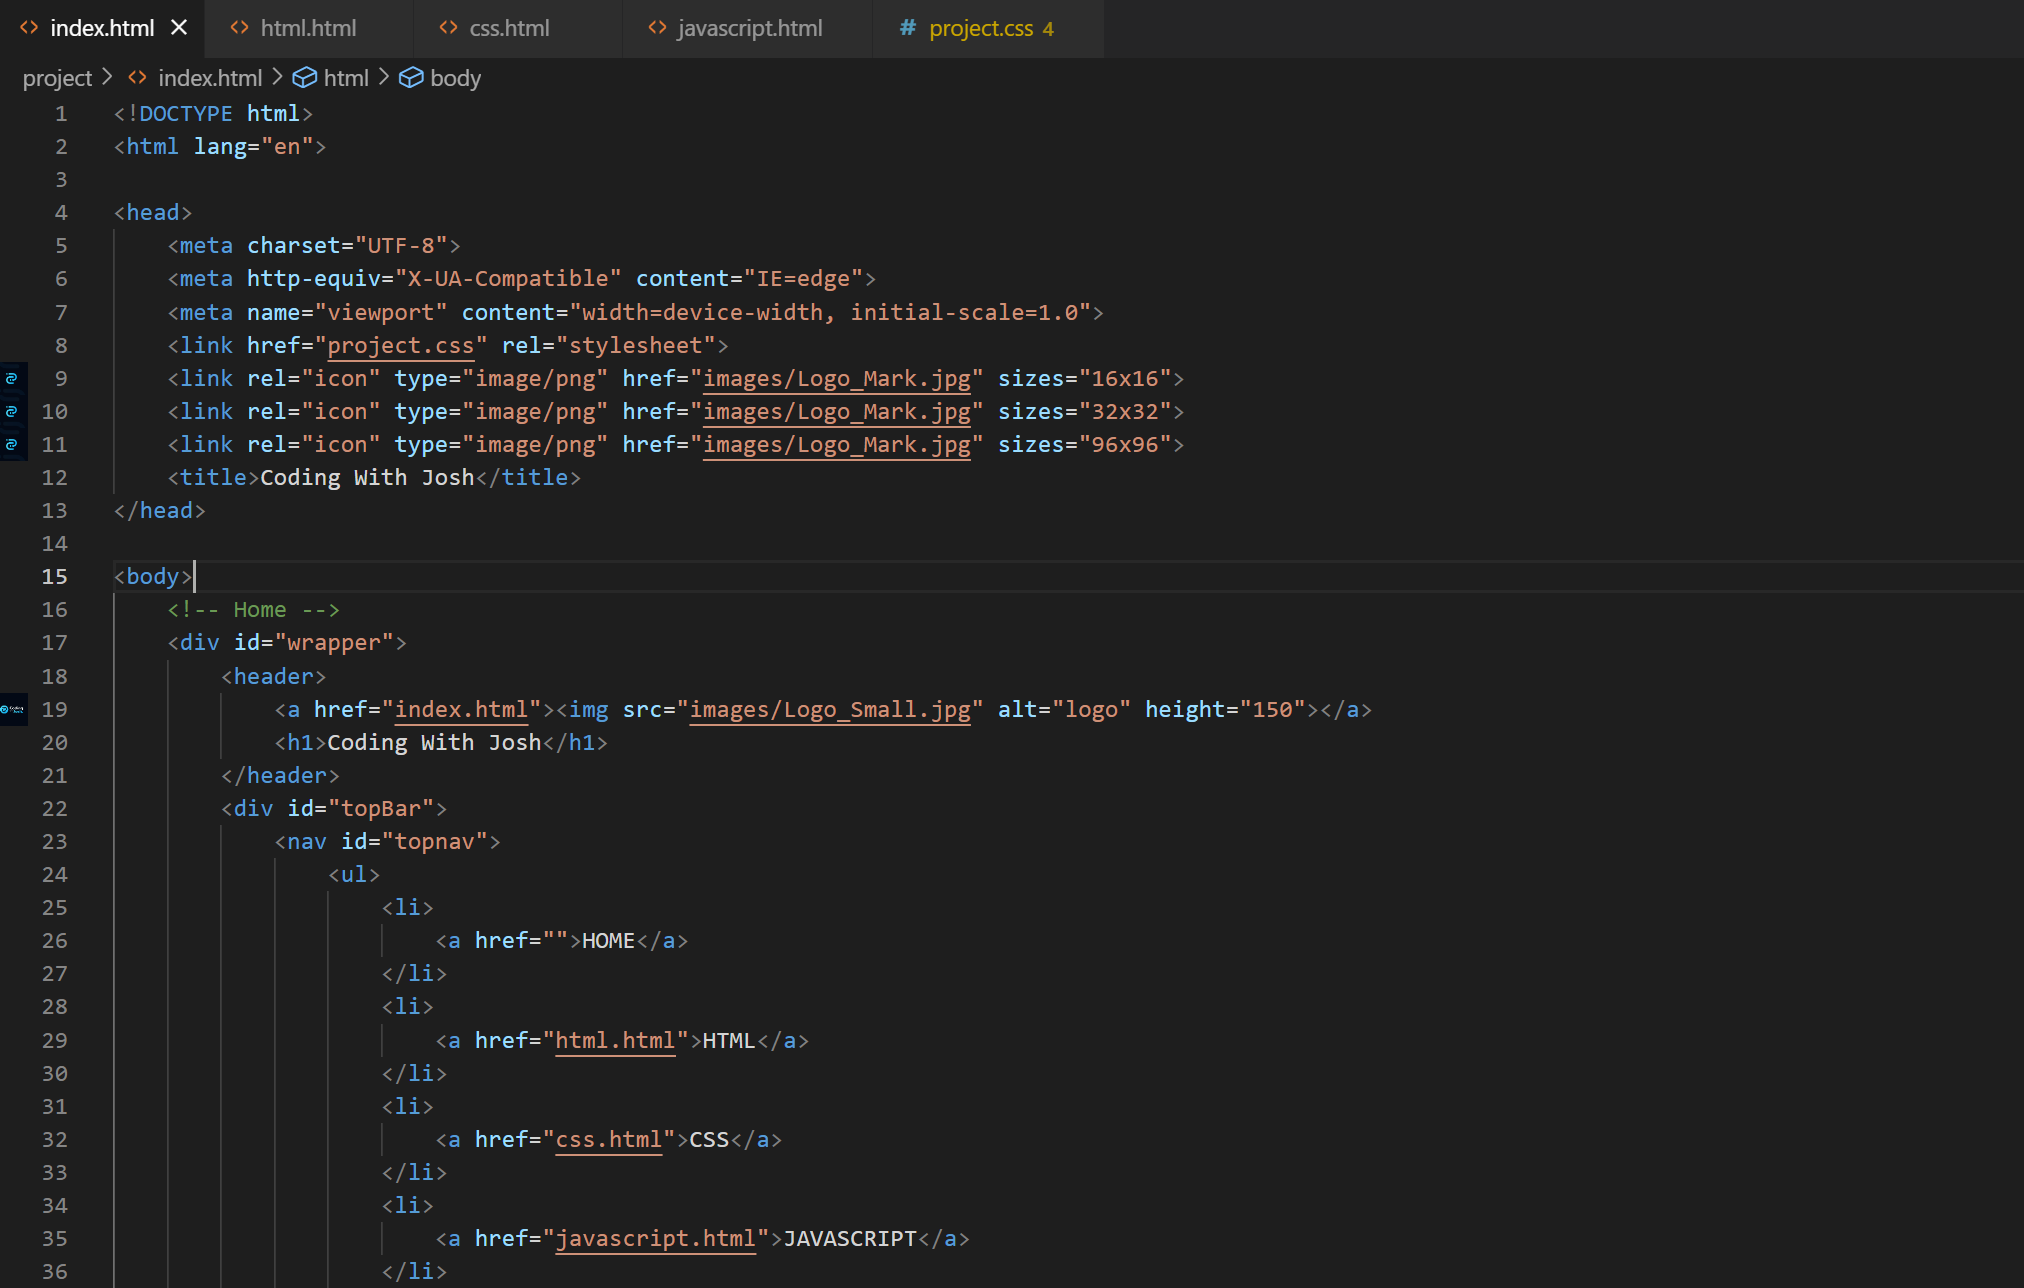 index.html html.html css.html javascript.html # project.css 4
project > index.html > html > body
1 <!DOCTYPE html>
2 <html lang="en">
3
4 <head>
5     <meta charset="UTF-8">
6     <meta http-equiv="X-UA-Compatible" content="IE=edge">
7     <meta name="viewport" content="width=device-width, initial-scale=1.0">
8     <link href="project.css" rel="stylesheet">
9     <link rel="icon" type="image/png" href="images/Logo_Mark.jpg" sizes="16x16">
10     <link rel="icon" type="image/png" href="images/Logo_Mark.jpg" sizes="32x32">
11     <link rel="icon" type="image/png" href="images/Logo_Mark.jpg" sizes="96x96">
12     <title>Coding With Josh</title>
13 </head>
14
15 <body>
16     <!-- Home -->
17     <div id="wrapper">
18         <header>
19             <a href="index.html"><img src="images/Logo_Small.jpg" alt="logo" height="150"></a>
20             <h1>Coding With Josh</h1>
21         </header>
22         <div id="topBar">
23             <nav id="topnav">
24                 <ul>
25                     <li>
26                         <a href="">HOME</a>
27                     </li>
28                     <li>
29                         <a href="html.html">HTML</a>
30                     </li>
31                     <li>
32                         <a href="css.html">CSS</a>
33                     </li>
34                     <li>
35                         <a href="javascript.html">JAVASCRIPT</a>
36                     </li>